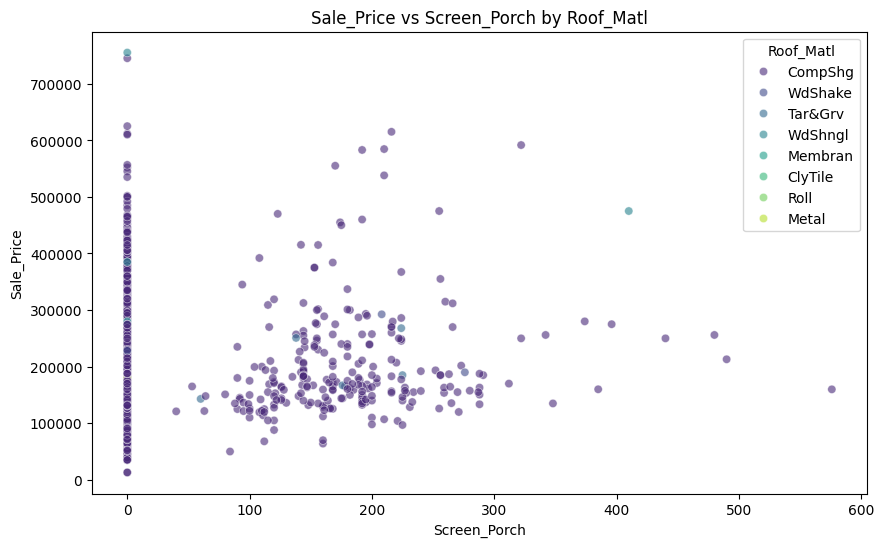 Sale_Price vs Screen_Porch by Roof_Matl
Roof_Matl
CompShg
WdShake
Tar&Grv
WdShngl
Membran
ClyTile
Roll
Metal
Sale_Price
700000
600000
500000
400000
300000
200000
100000
0
0 100 200 300 400 500 600
Screen_Porch